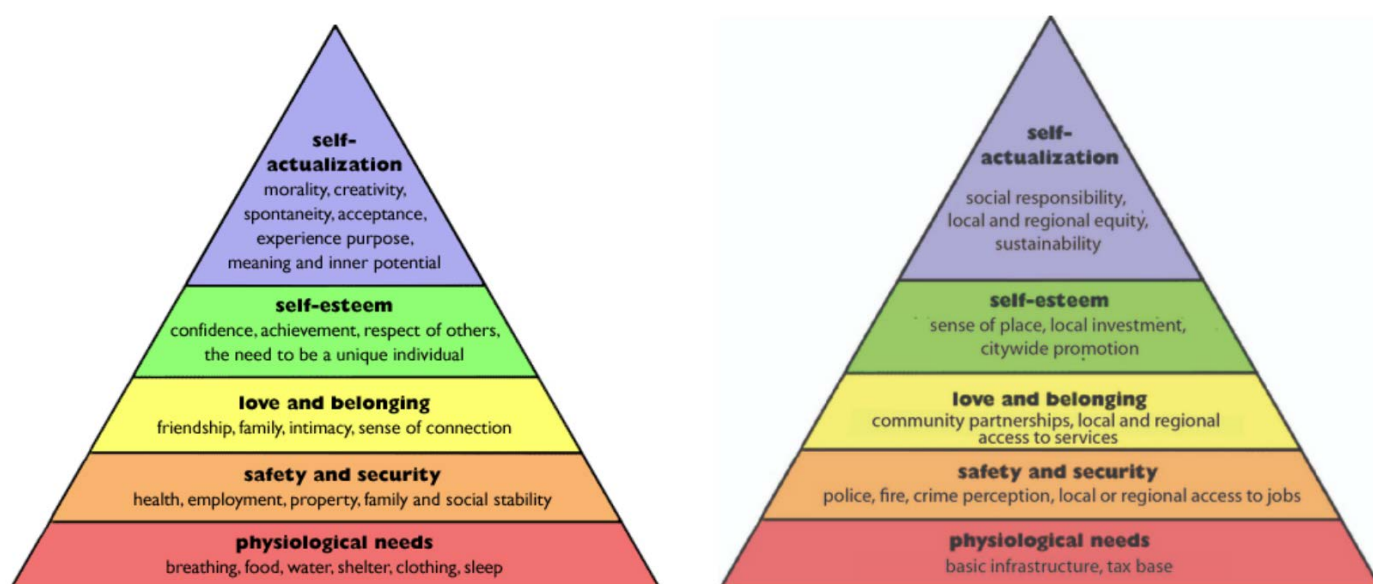 self-
actualization
morality, creativity,
spontaneity, acceptance,
experience purpose,
meaning and inner potential
self-esteem
confidence, achievement, respect of others,
the need to be a unique individual
love and belonging
friendship, family, intimacy, sense of connection
safety and security
health, employment, property, family and social stability
physiological needs
breathing, food, water, shelter, clothing, sleep
self-
actualization
social responsibility,
local and regional equity,
sustainability
self-esteem
sense of place, local investment,
citywide promotion
love and belonging
community partnerships, local and regional
access to services
safety and security
police, fire, crime perception, local or regional access to jobs
physiological needs
basic infrastructure, tax base